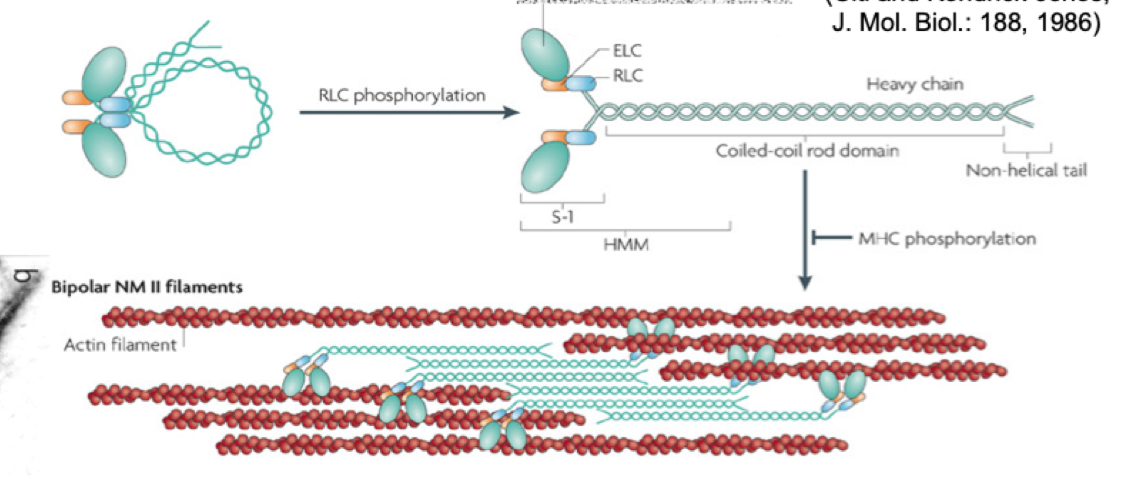 J. Mol. Biol.: 188, 1986)
ELC
RLC
Heavy chain
RLC phosphorylation
Coiled-coil rod domain
Non-helical tail
S-1
HMM
MHC phosphorylation
b
Bipolar NM II filaments
Actin filament